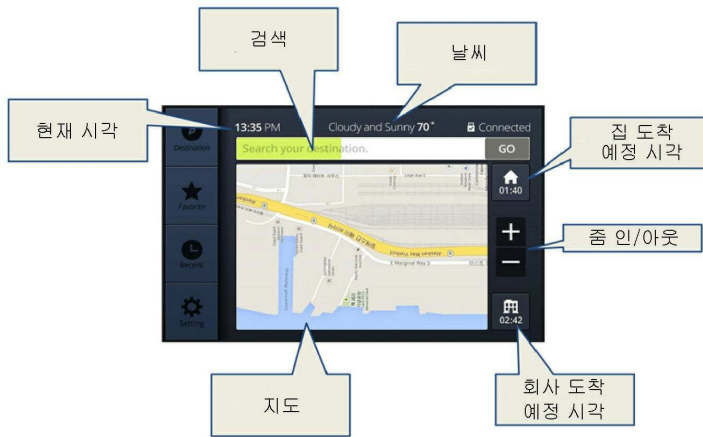 검색
날씨
현재 시각
13:35 PM
Cloudy and Sunny 70°
Connected
Destination
Search your destination.
GO
집 도착
예정 시각
01:40
Favorite
줌 인/아웃
Recent
E Marginal Way S
Setting
02:42
지도
회사 도착
예정 시각